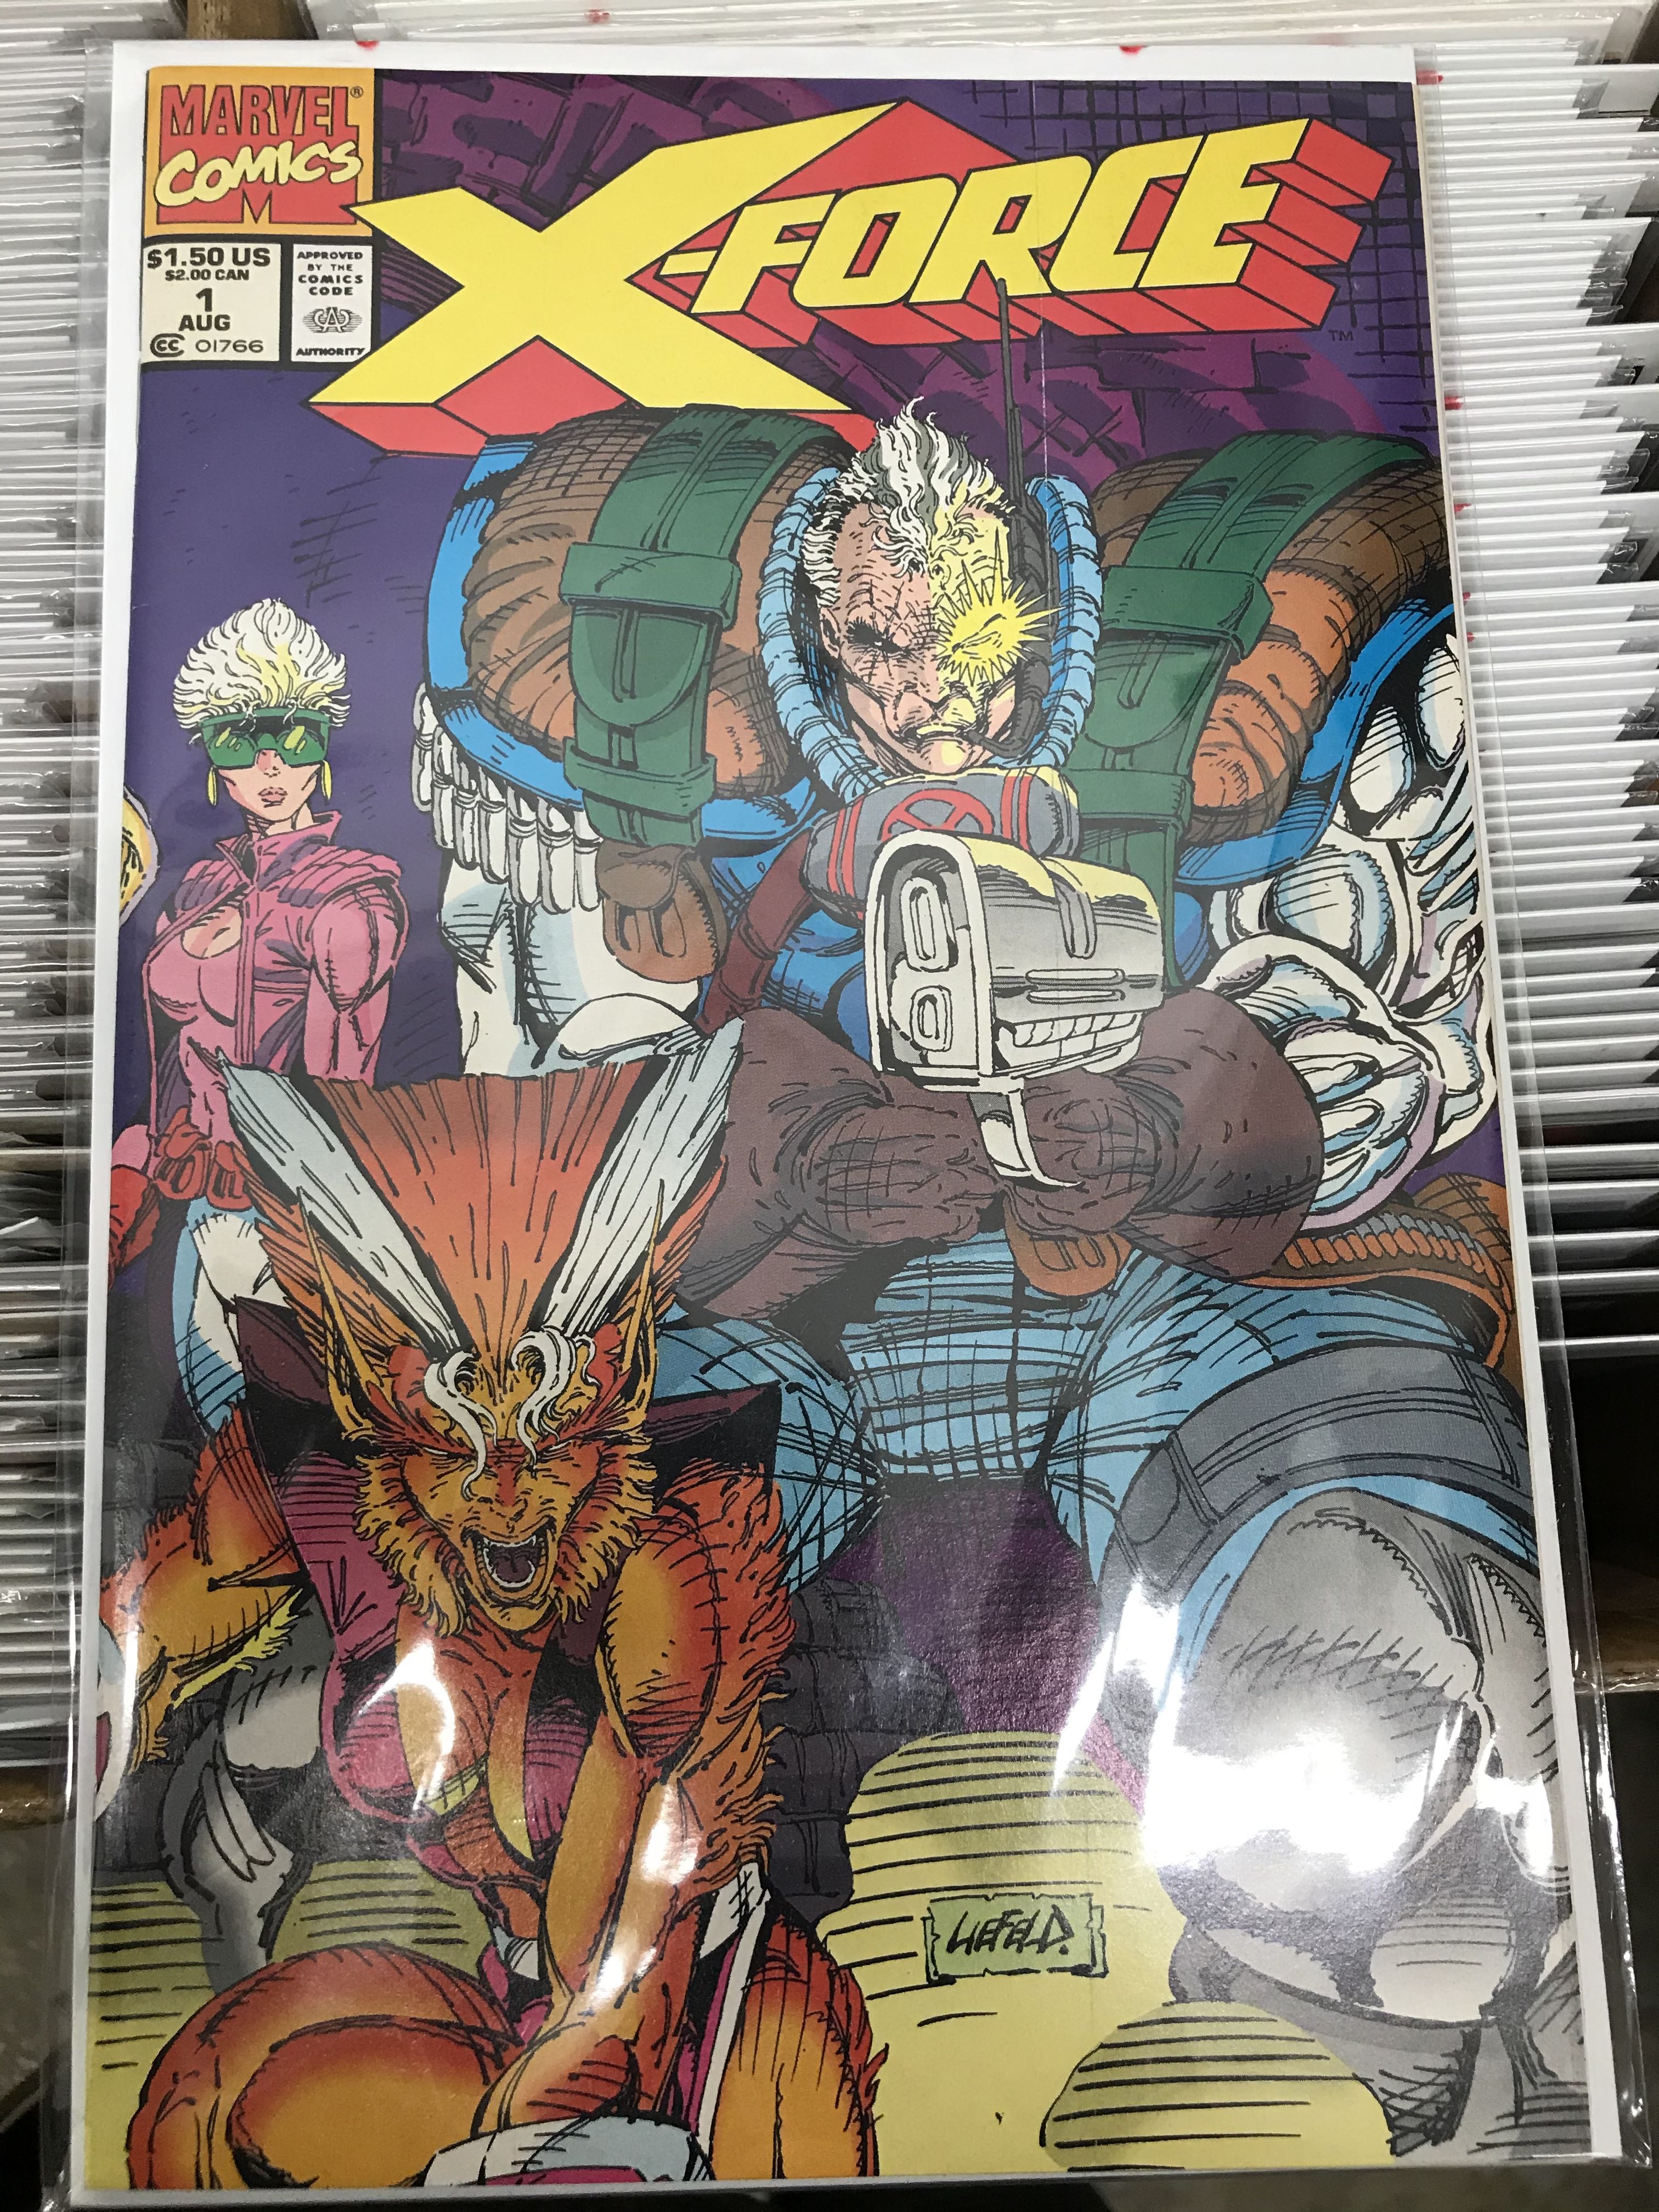 MARVEL®
COMICS
M
X-FORCE
TM
$1.50 US
$2.00 CAN
1
AUG
CC 01766
APPROVED
BY THE
COMICS
CODE
CA
AUTHORITY
LIEFELD.